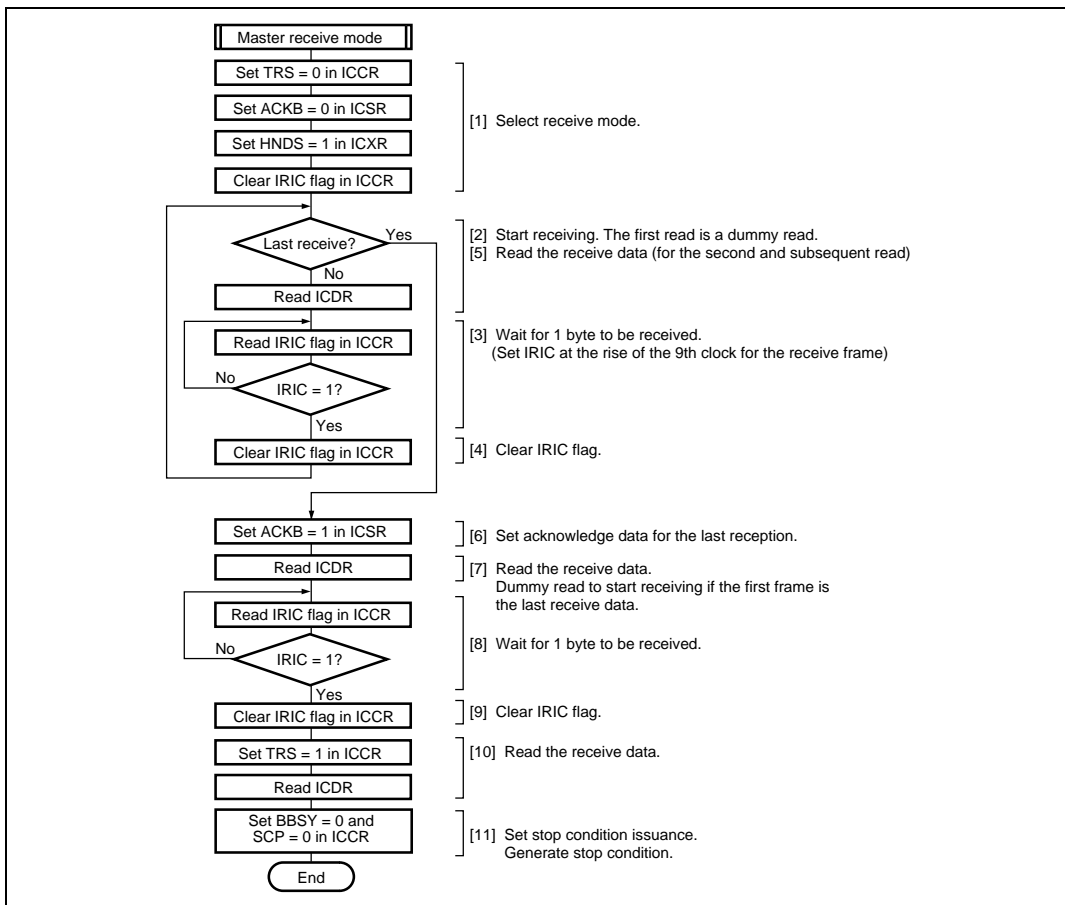 Master receive mode
Set TRS = 0 in ICCR
Set ACKB = 0 in ICSR
[1] Select receive mode.
Set HNDS = 1 in ICXR
Clear IRIC flag in ICCR
Last receive?
Yes
[2] Start receiving. The first read is a dummy read.
[5] Read the receive data (for the second and subsequent read)
No
Read ICDR
Read IRIC flag in ICCR
[3] Wait for 1 byte to be received.
(Set IRIC at the rise of the 9th clock for the receive frame)
No
IRIC = 1?
Yes
Clear IRIC flag in ICCR
[4] Clear IRIC flag.
Set ACKB = 1 in ICSR
[6] Set acknowledge data for the last reception.
Read ICDR
[7] Read the receive data.
Dummy read to start receiving if the first frame is
the last receive data.
Read IRIC flag in ICCR
[8] Wait for 1 byte to be received.
No
IRIC = 1?
Yes
Clear IRIC flag in ICCR
[9] Clear IRIC flag.
Set TRS = 1 in ICCR
[10] Read the receive data.
Read ICDR
Set BBSY = 0 and
SCP = 0 in ICCR
[11] Set stop condition issuance.
Generate stop condition.
End